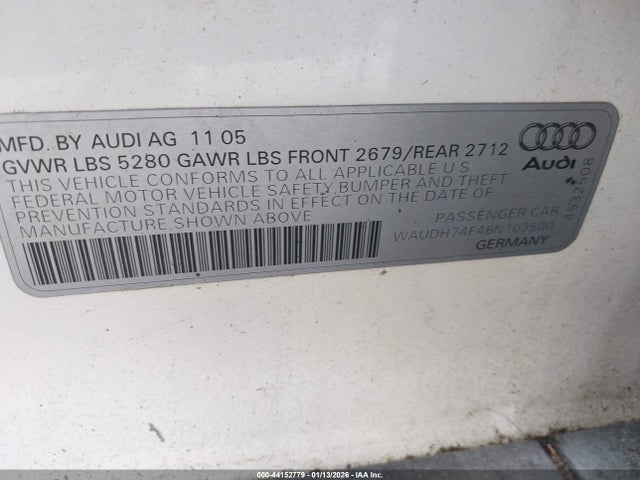 MFD. BY AUDI AG 11 05
GVWR LBS 5280 GAWR LBS FRONT 2679/REAR 2712
THIS VEHICLE CONFORMS TO ALL APPLICABLE U S
FEDERAL MOTOR VEHICLE SAFETY,BUMPER AND THEFT
PREVENTION STANDARDS IN EFFECT ON THE DATE OF
MANUFACTURE SHOWN ABOVE
Audi
PASSENGER CAR
WAUDH74F46N103500
GERMANY
4532508
000-44152779 - 01/13/2026 - IAA Inc.